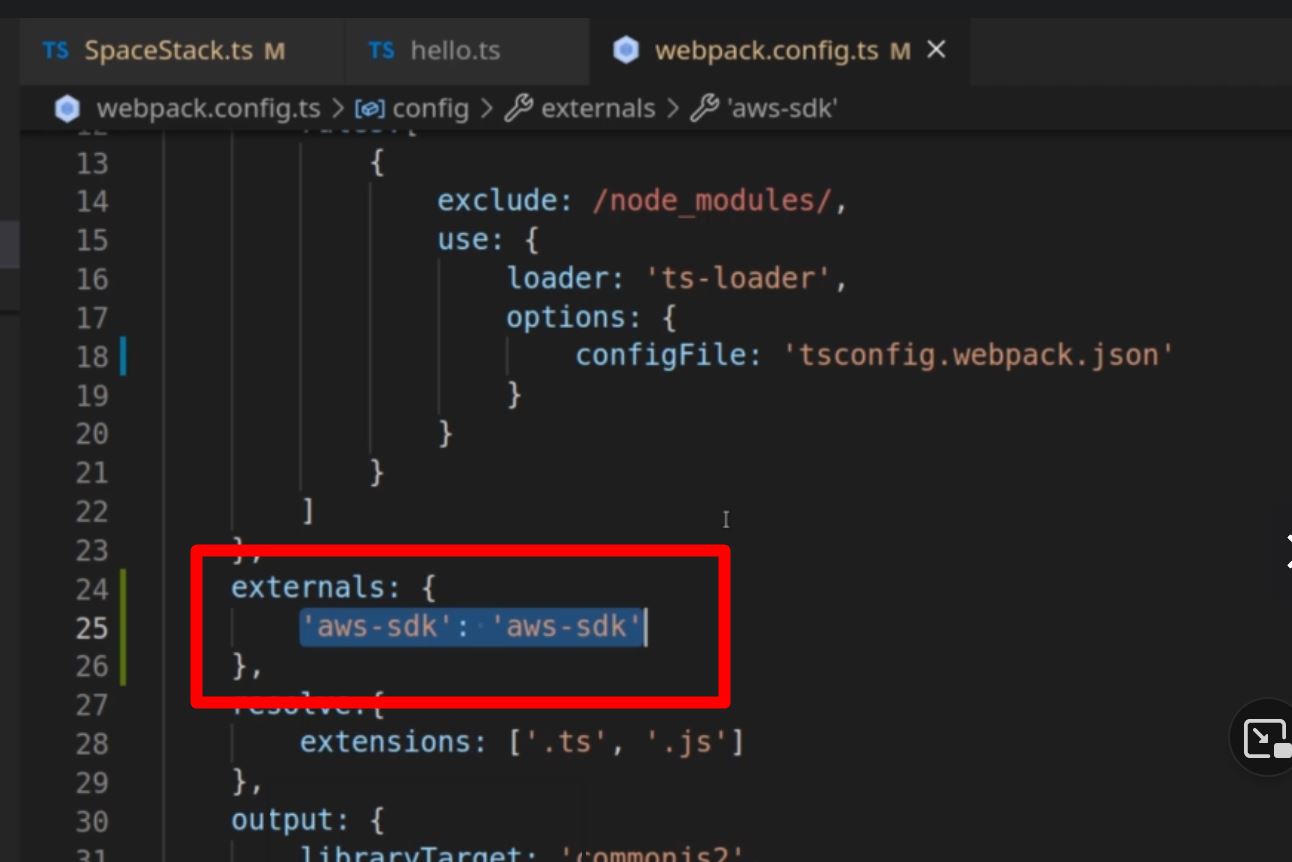 TS SpaceStack.ts M TS hello.ts webpack.config.ts M ×
webpack.config.ts > config > externals > 'aws-sdk'
13 {
14 exclude: /node_modules/,
15 use: {
16 loader: 'ts-loader',
17 options: {
18 configFile: 'tsconfig.webpack.json'
19 }
20 }
21 }
22 ]
23 },
24 externals: {
25 'aws-sdk': 'aws-sdk'
26 },
27 resolve:{
28 extensions: ['.ts', '.js']
29 },
30 output: {
31 libraryTarget: 'commonjs2'